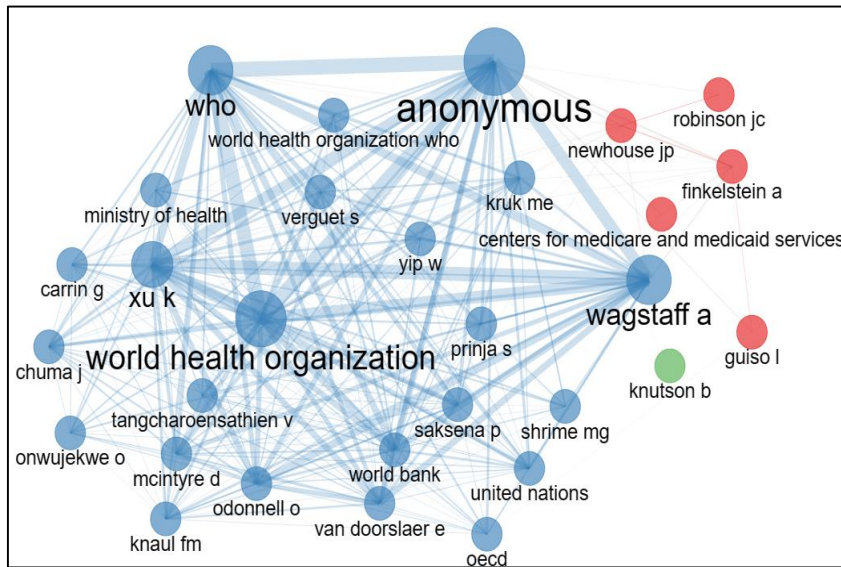 who
anonymous
robinson jc
world health organization who
newhouse jp
finkelstein a
kruk me
ministry of health
verguet s
centers for medicare and medicaid services
yip w
carrin g
xu k
wagstaff a
world health organization
prinja s
guiso l
chuma j
knutson b
tangcharoensathien v
saksena p
shrime mg
onwujekwe o
mcintyre d
world bank
united nations
odonnell o
van doorslaer e
knaul fm
oecd